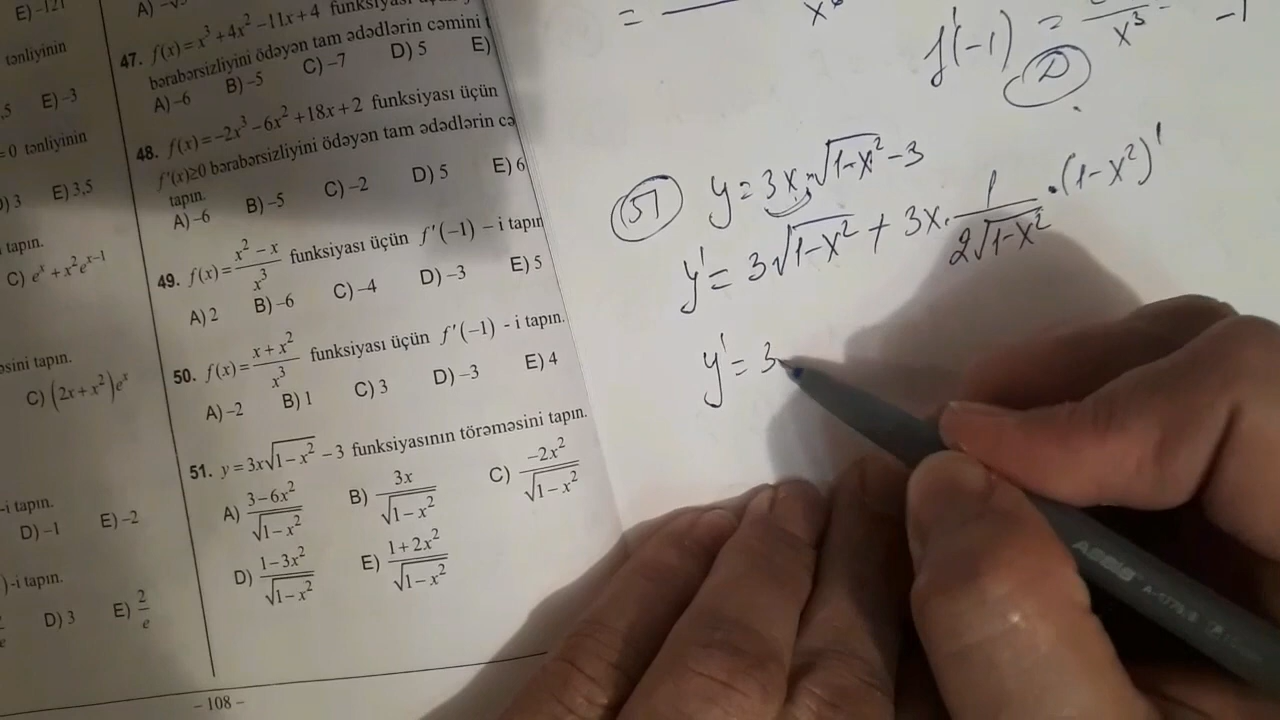 E) –121
tənliyinin
,5 E) –3
=0 tənliyinin
D) 3 E) 3,5
tapın.
C) eˣ + x²eˣ⁻¹
tapın.
C) (2x + x²)eˣ
-i tapın.
D) –1 E) –2
)-i tapın.
D) 3 E) 2/e
47. f(x) = x³ + 4x² – 11x + 4 funksiyası
bərabərsizliyini ödəyən tam ədədlərin cəmini
A) –6 B) –5 C) –7 D) 5 E)
48. f(x) = –2x³ – 6x² + 18x + 2 funksiyası üçün
f'(x) ≥ 0 bərabərsizliyini ödəyən tam ədədlərin cə
tapın.
A) –6 B) –5 C) –2 D) 5 E) 6
49. f(x) = (x² – x)/x³ funksiyası üçün f'(–1) – i tapın
A) 2 B) –6 C) –4 D) –3 E) 5
50. f(x) = (x + x²)/x³ funksiyası üçün f'(–1) - i tapın.
A) –2 B) 1 C) 3 D) –3 E) 4
51. y = 3x√(1 – x²) – 3 funksiyasının törəməsini tapın.
A) (3 – 6x²)/√(1 – x²) B) 3x/√(1 – x²) C) –2x²/√(1 – x²)
D) (1 – 3x²)/√(1 – x²) E) (1 + 2x²)/√(1 – x²)
– 108 –
f'(–1) =
D
51 y = 3x·√(1–x²) – 3
y' = 3√(1–x²) + 3x · 1/(2√(1–x²)) · (1–x²)'
y' = 3